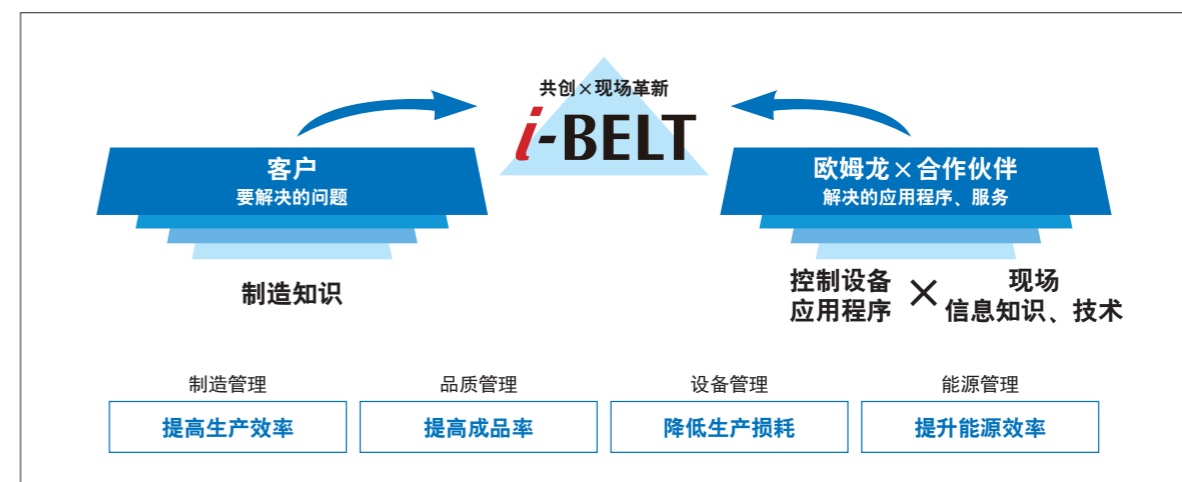 共创×现场革新
i-BELT
客户
要解决的问题
欧姆龙×合作伙伴
解决的应用程序、服务
制造知识
控制设备
应用程序
×
现场
信息知识、技术
制造管理
提高生产效率
品质管理
提高成品率
设备管理
降低生产损耗
能源管理
提升能源效率